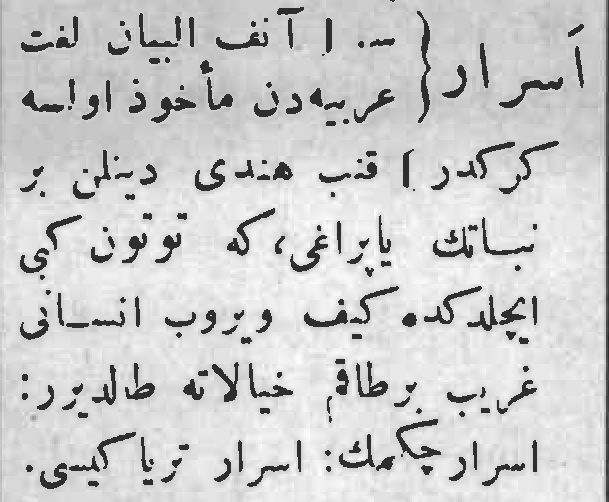 اَسرار { س. [ آنف البیان لغت
عربیه‌دن مأخوذ اولسه
کرکدر ] قنب هندی دینلن بر
نباتك یاپراغی، که توتون کبی
ایچلدکده کیف ویروب انسانی
غریب برطاقم خیالاته طالدیرر:
اسرار چکمك: اسرار تریاکیسی.